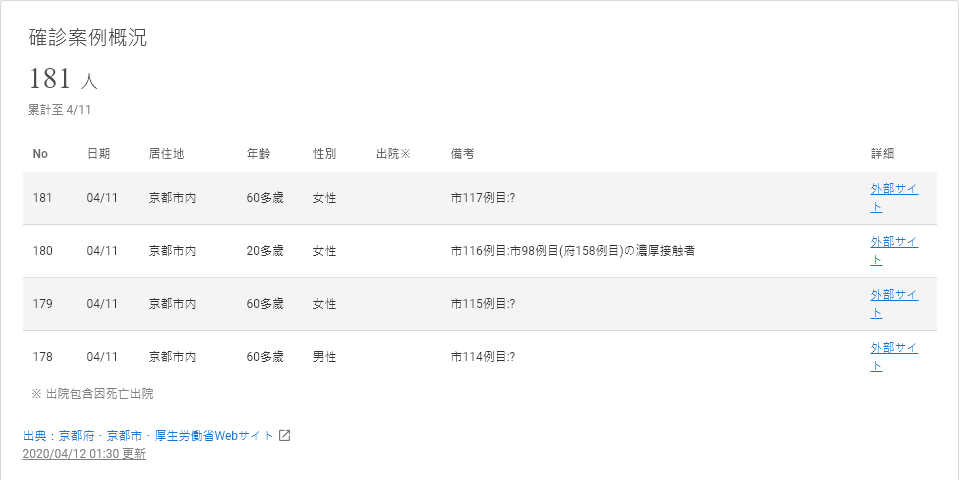 確診案例概況
181 人
累計至 4/11
No 日期 居住地 年齡 性別 出院※ 備考 詳細
181 04/11 京都市内 60多歲 女性 市117例目:? 外部サイ
ト
180 04/11 京都市内 20多歲 女性 市116例目:市98例目(府158例目)の濃厚接触者 外部サイ
ト
179 04/11 京都市内 60多歲 女性 市115例目:? 外部サイ
ト
178 04/11 京都市内 60多歲 男性 市114例目:? 外部サイ
ト
※ 出院包含因死亡出院
出典：京都府・京都市・厚生労働省Webサイト
2020/04/12 01:30 更新